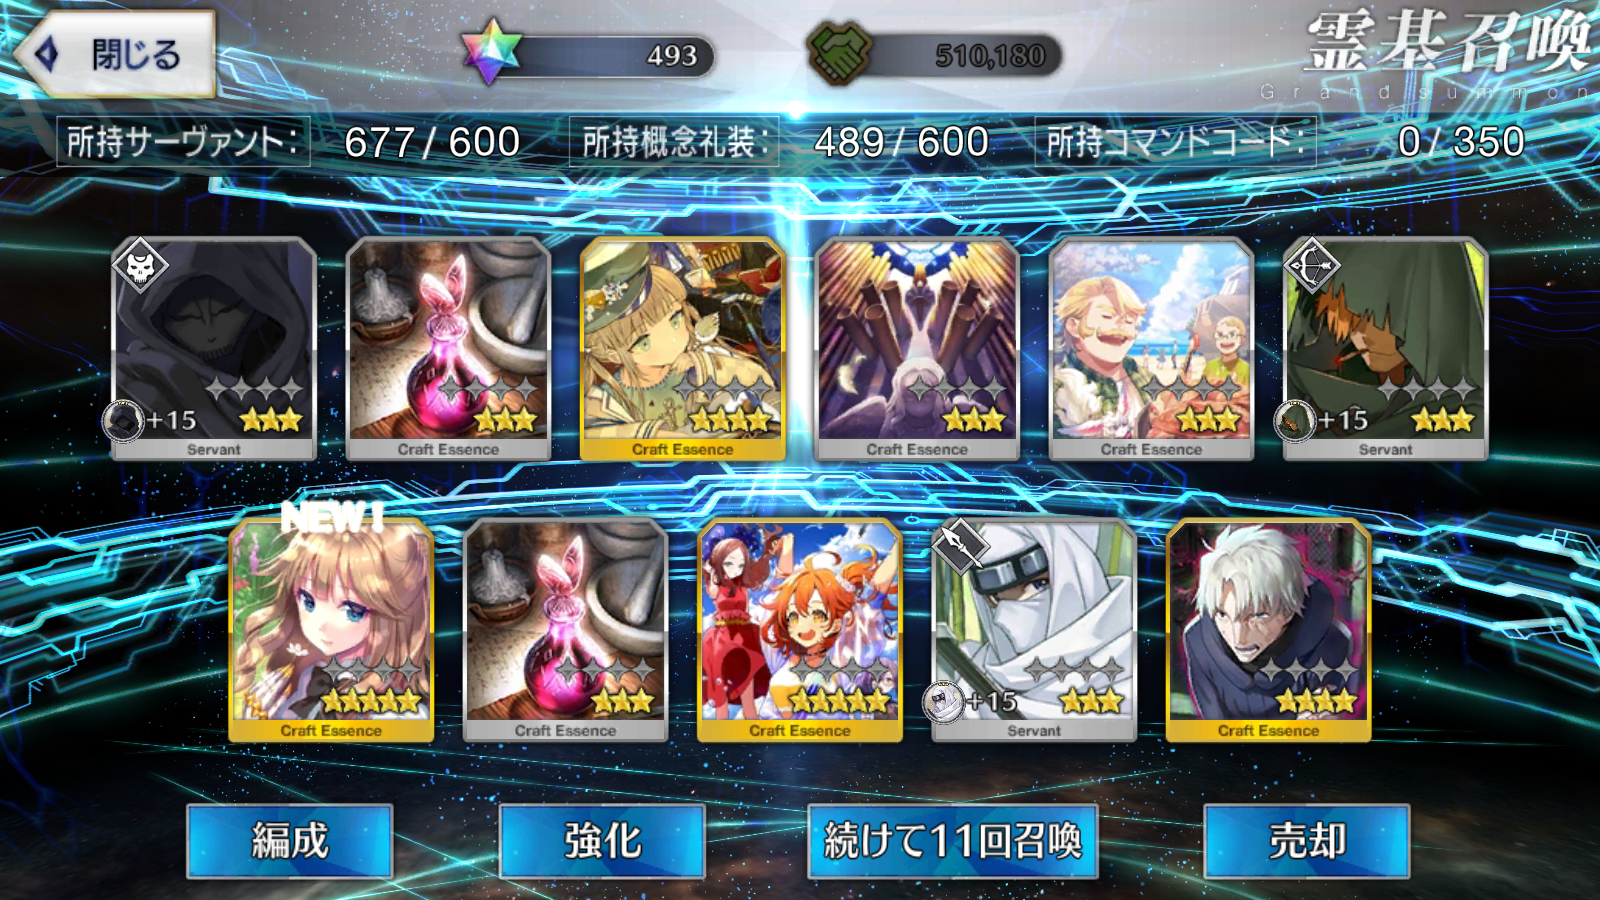 閉じる
493
510,180
霊基召喚
Grand summon
所持サーヴァント: 677 / 600
所持概念礼装: 489 / 600
所持コマンドコード: 0 / 350
+15
+15
Servant
Craft Essence
Craft Essence
Craft Essence
Craft Essence
Servant
NEW!
+15
Craft Essence
Craft Essence
Craft Essence
Servant
Craft Essence
編成
強化
続けて11回召喚
売却